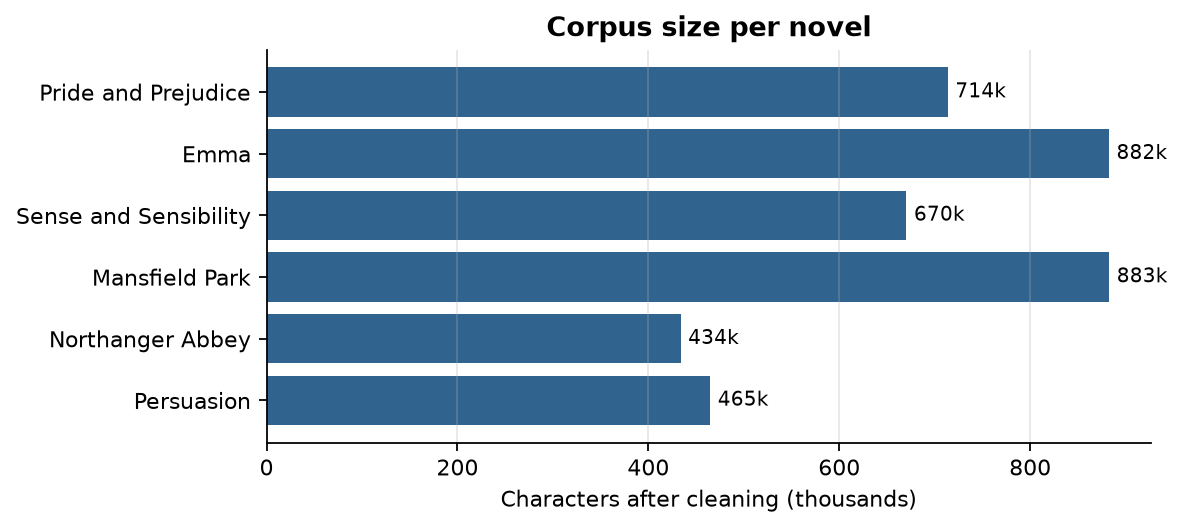 Corpus size per novel
Pride and Prejudice 714k
Emma 882k
Sense and Sensibility 670k
Mansfield Park 883k
Northanger Abbey 434k
Persuasion 465k
0 200 400 600 800
Characters after cleaning (thousands)